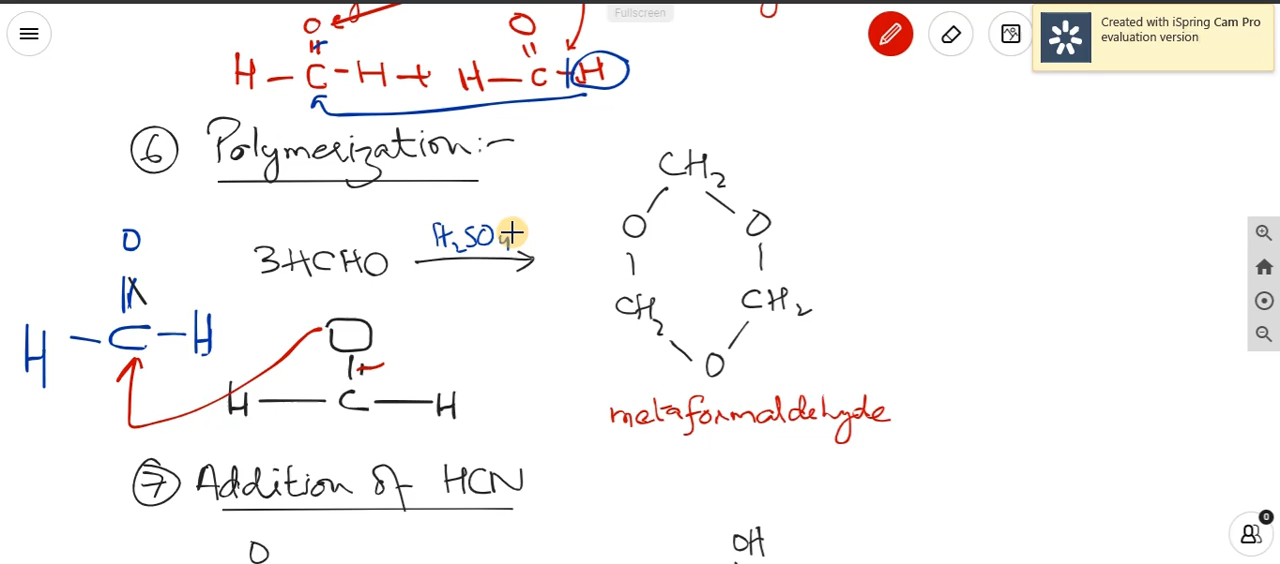 Fullscreen
Created with iSpring Cam Pro
evaluation version
O O
H – C – H + H – C + H
⑥ Polymerization:-
CH2
O O
O
3HCHO H2SO4
CH2 CH2
H – C – H
O
H – C – H
metaformaldehyde
⑦ Addition of HCN
O OH
0